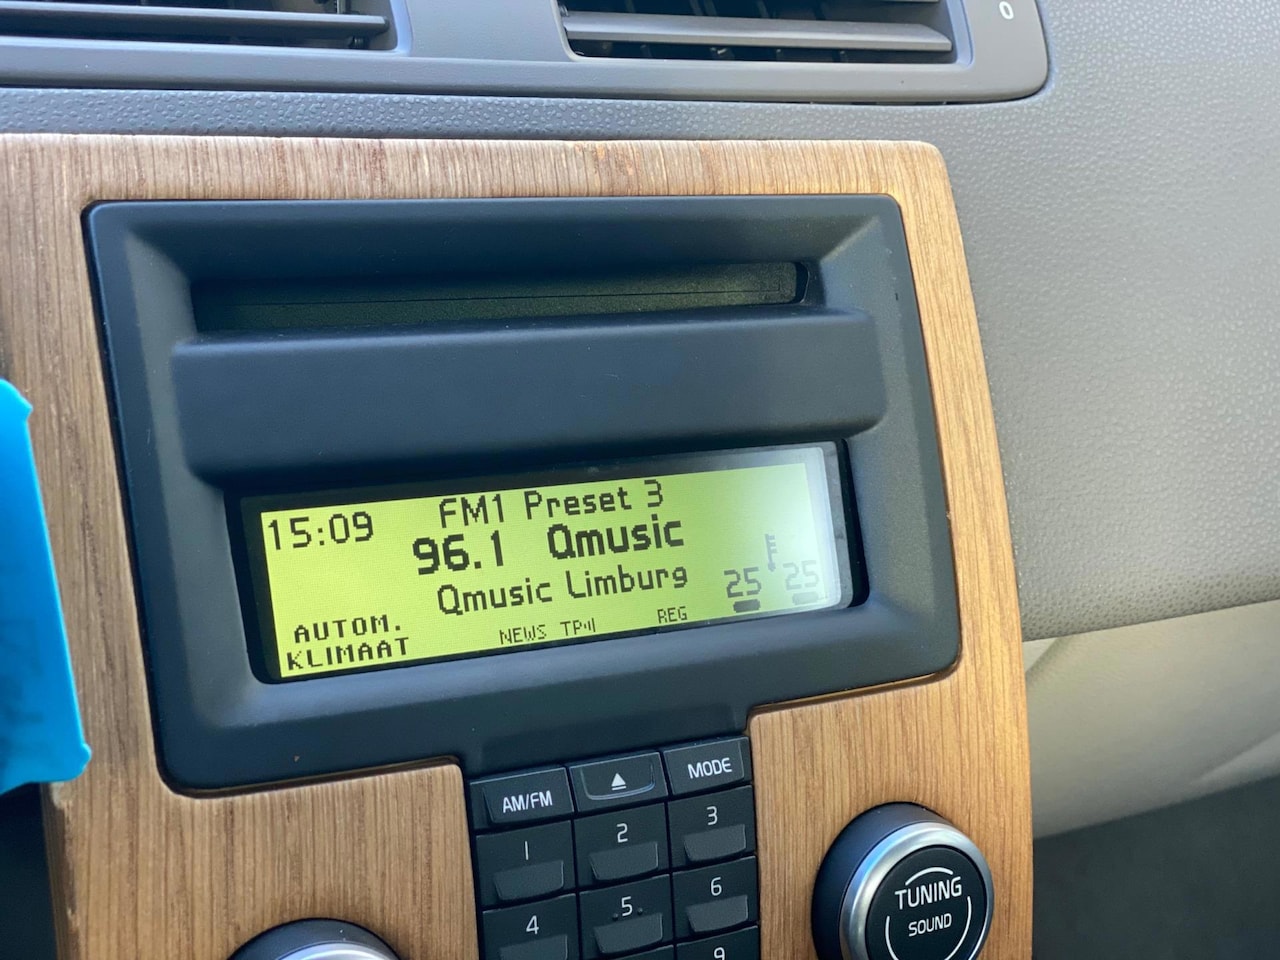 O
15:09 FM1 Preset 3
96.1 Qmusic
Qmusic Limburg
25 25
AUTOM.
KLIMAAT
NEWS TP REG
AM/FM
MODE
1 2 3
4 5 6
9
TUNING
SOUND